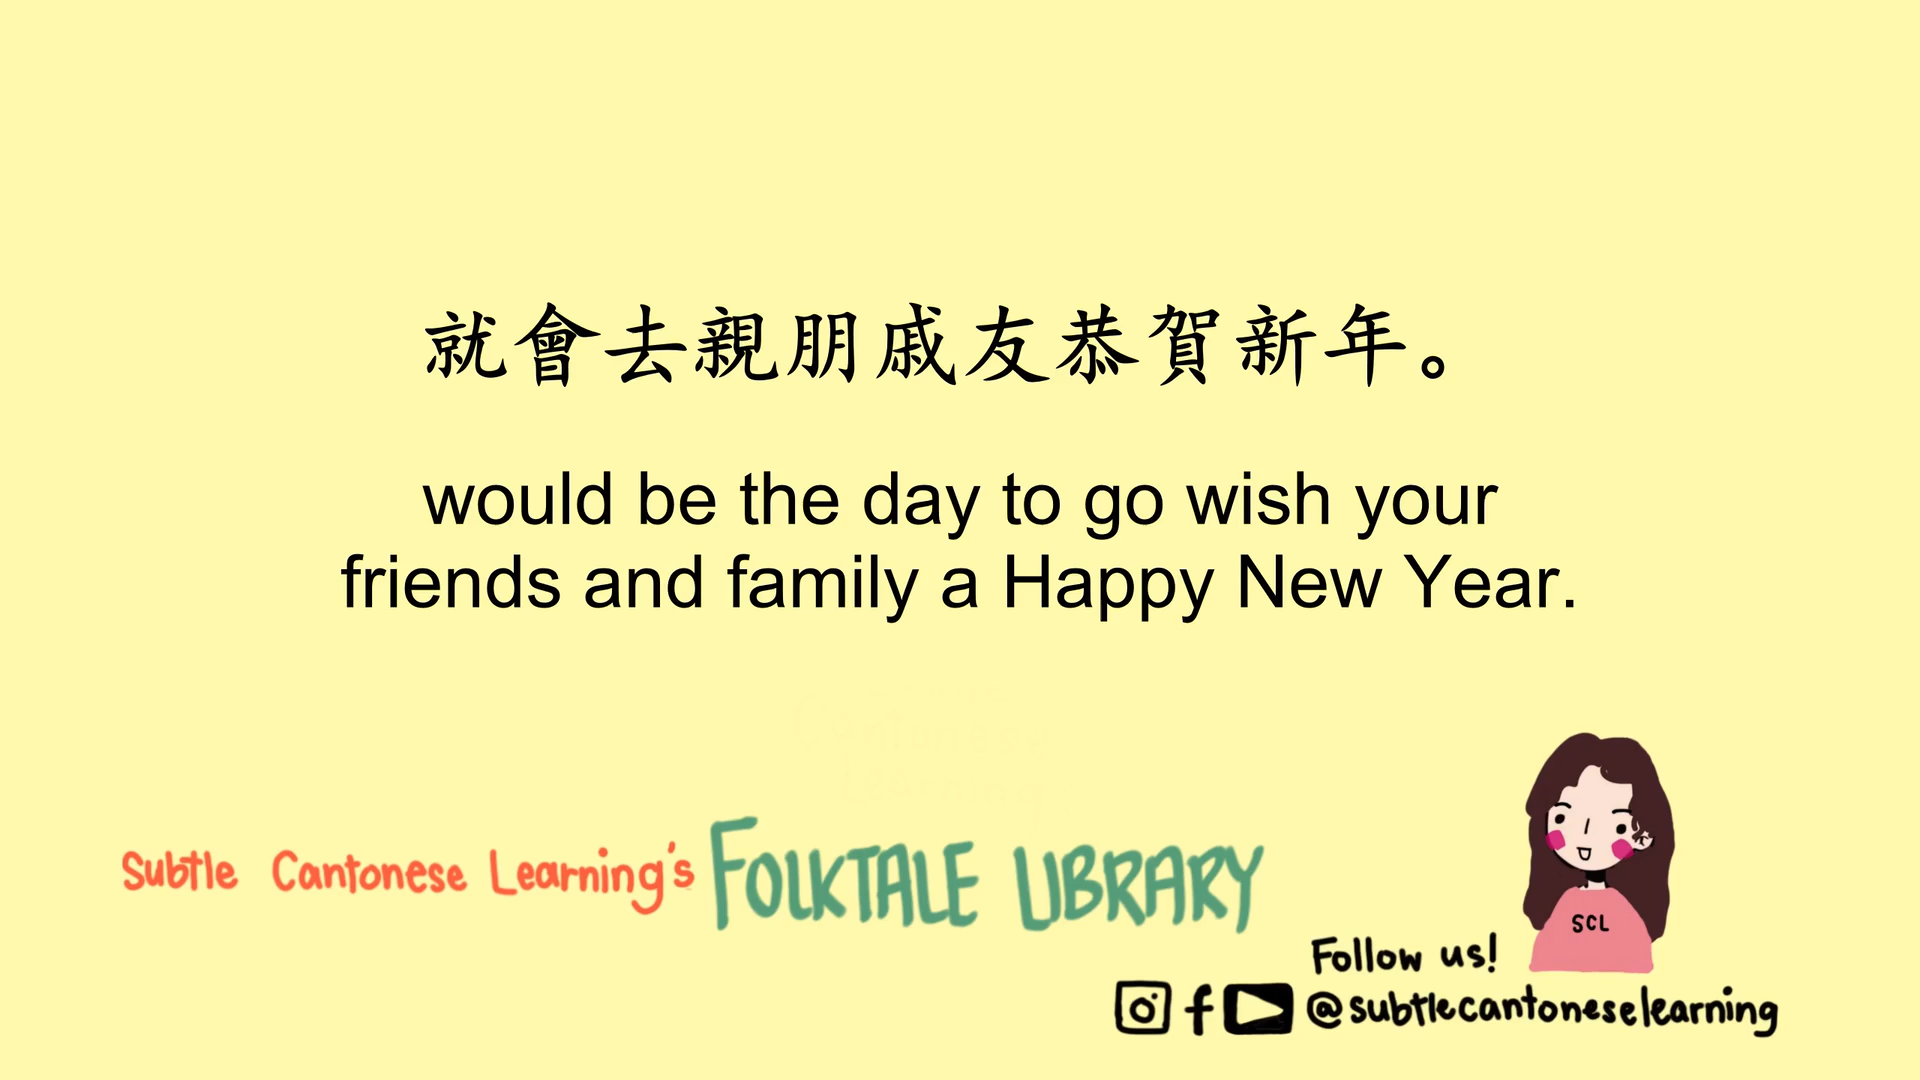 就會去親朋戚友恭賀新年。
would be the day to go wish your
friends and family a Happy New Year.
Subtle Cantonese Learning's FOLKTALE LIBRARY
SCL
Follow us!
@subtlecantoneselearning